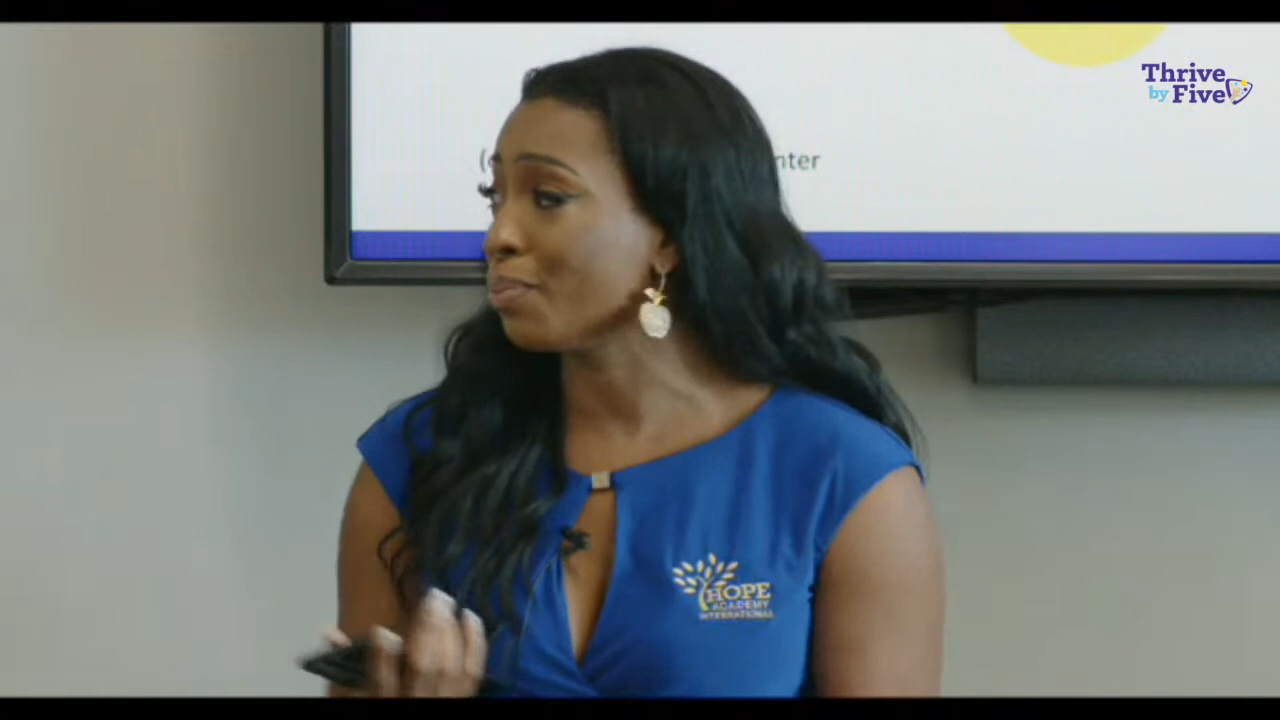 Thrive
by Five
nter
HOPE
ACADEMY
INTERNATIONAL